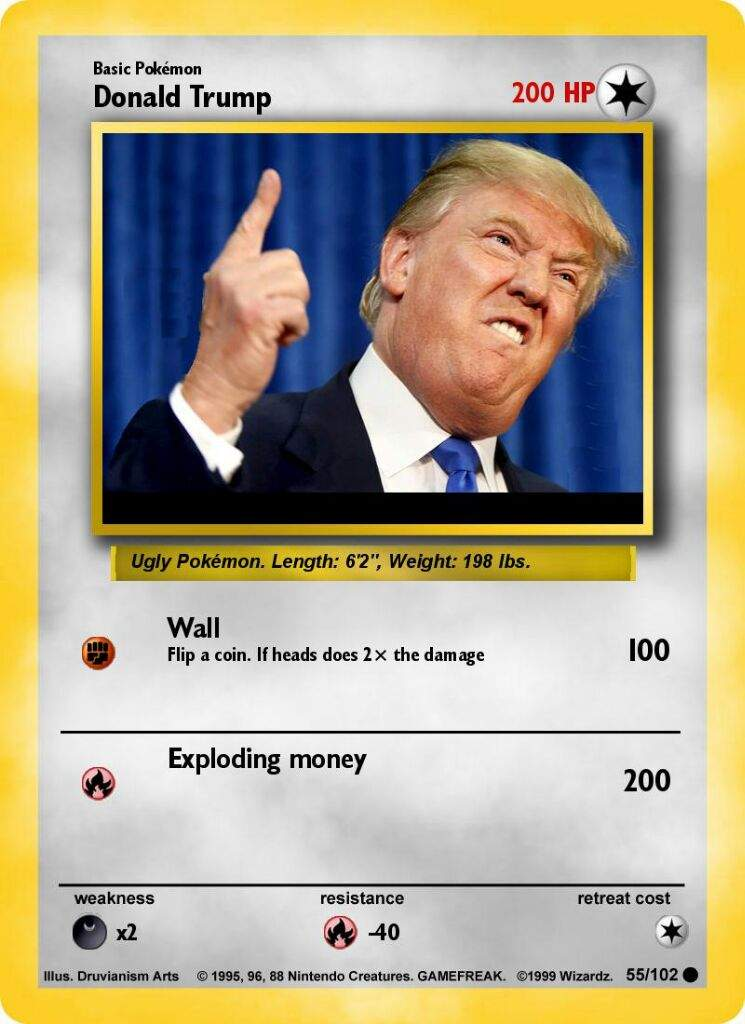 Basic Pokémon
Donald Trump
200 HP
Ugly Pokémon. Length: 6'2", Weight: 198 lbs.
Wall
Flip a coin. If heads does 2× the damage
100
Exploding money
200
weakness resistance retreat cost
x2 -40
Illus. Druvianism Arts © 1995, 96, 88 Nintendo Creatures. GAMEFREAK. ©1999 Wizardz. 55/102